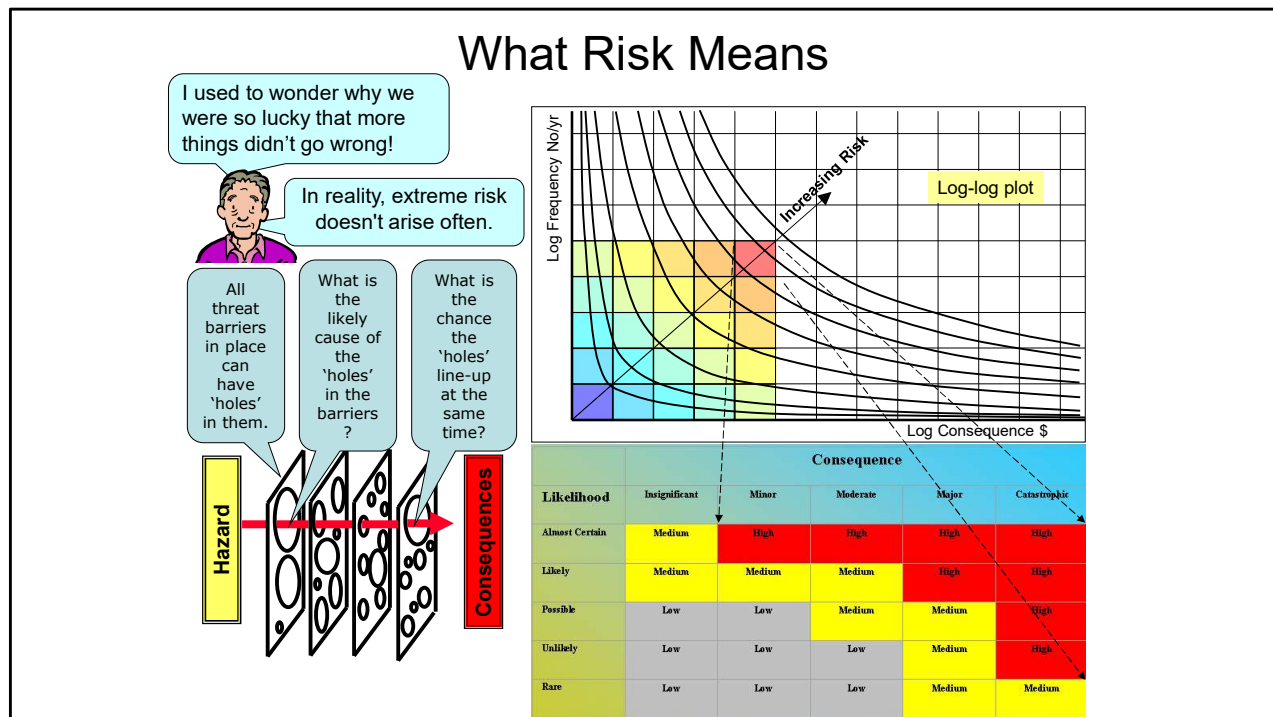 What Risk Means
I used to wonder why we
were so lucky that more
things didn’t go wrong!
In reality, extreme risk
doesn't arise often.
All
threat
barriers
in place
can
have
‘holes’
in them.
What is
the
likely
cause of
the
‘holes’
in the
barriers
?
What is
the
chance
the
‘holes’
line-up
at the
same
time?
Hazard
Consequences
Log Frequency No/yr
Increasing Risk
Log-log plot
Log Consequence $
Consequence
Likelihood Insignificant Minor Moderate Major Catastrophic
Almost Certain Medium High High High High
Likely Medium Medium Medium High High
Possible Low Low Medium Medium High
Unlikely Low Low Low Medium High
Rare Low Low Low Medium Medium